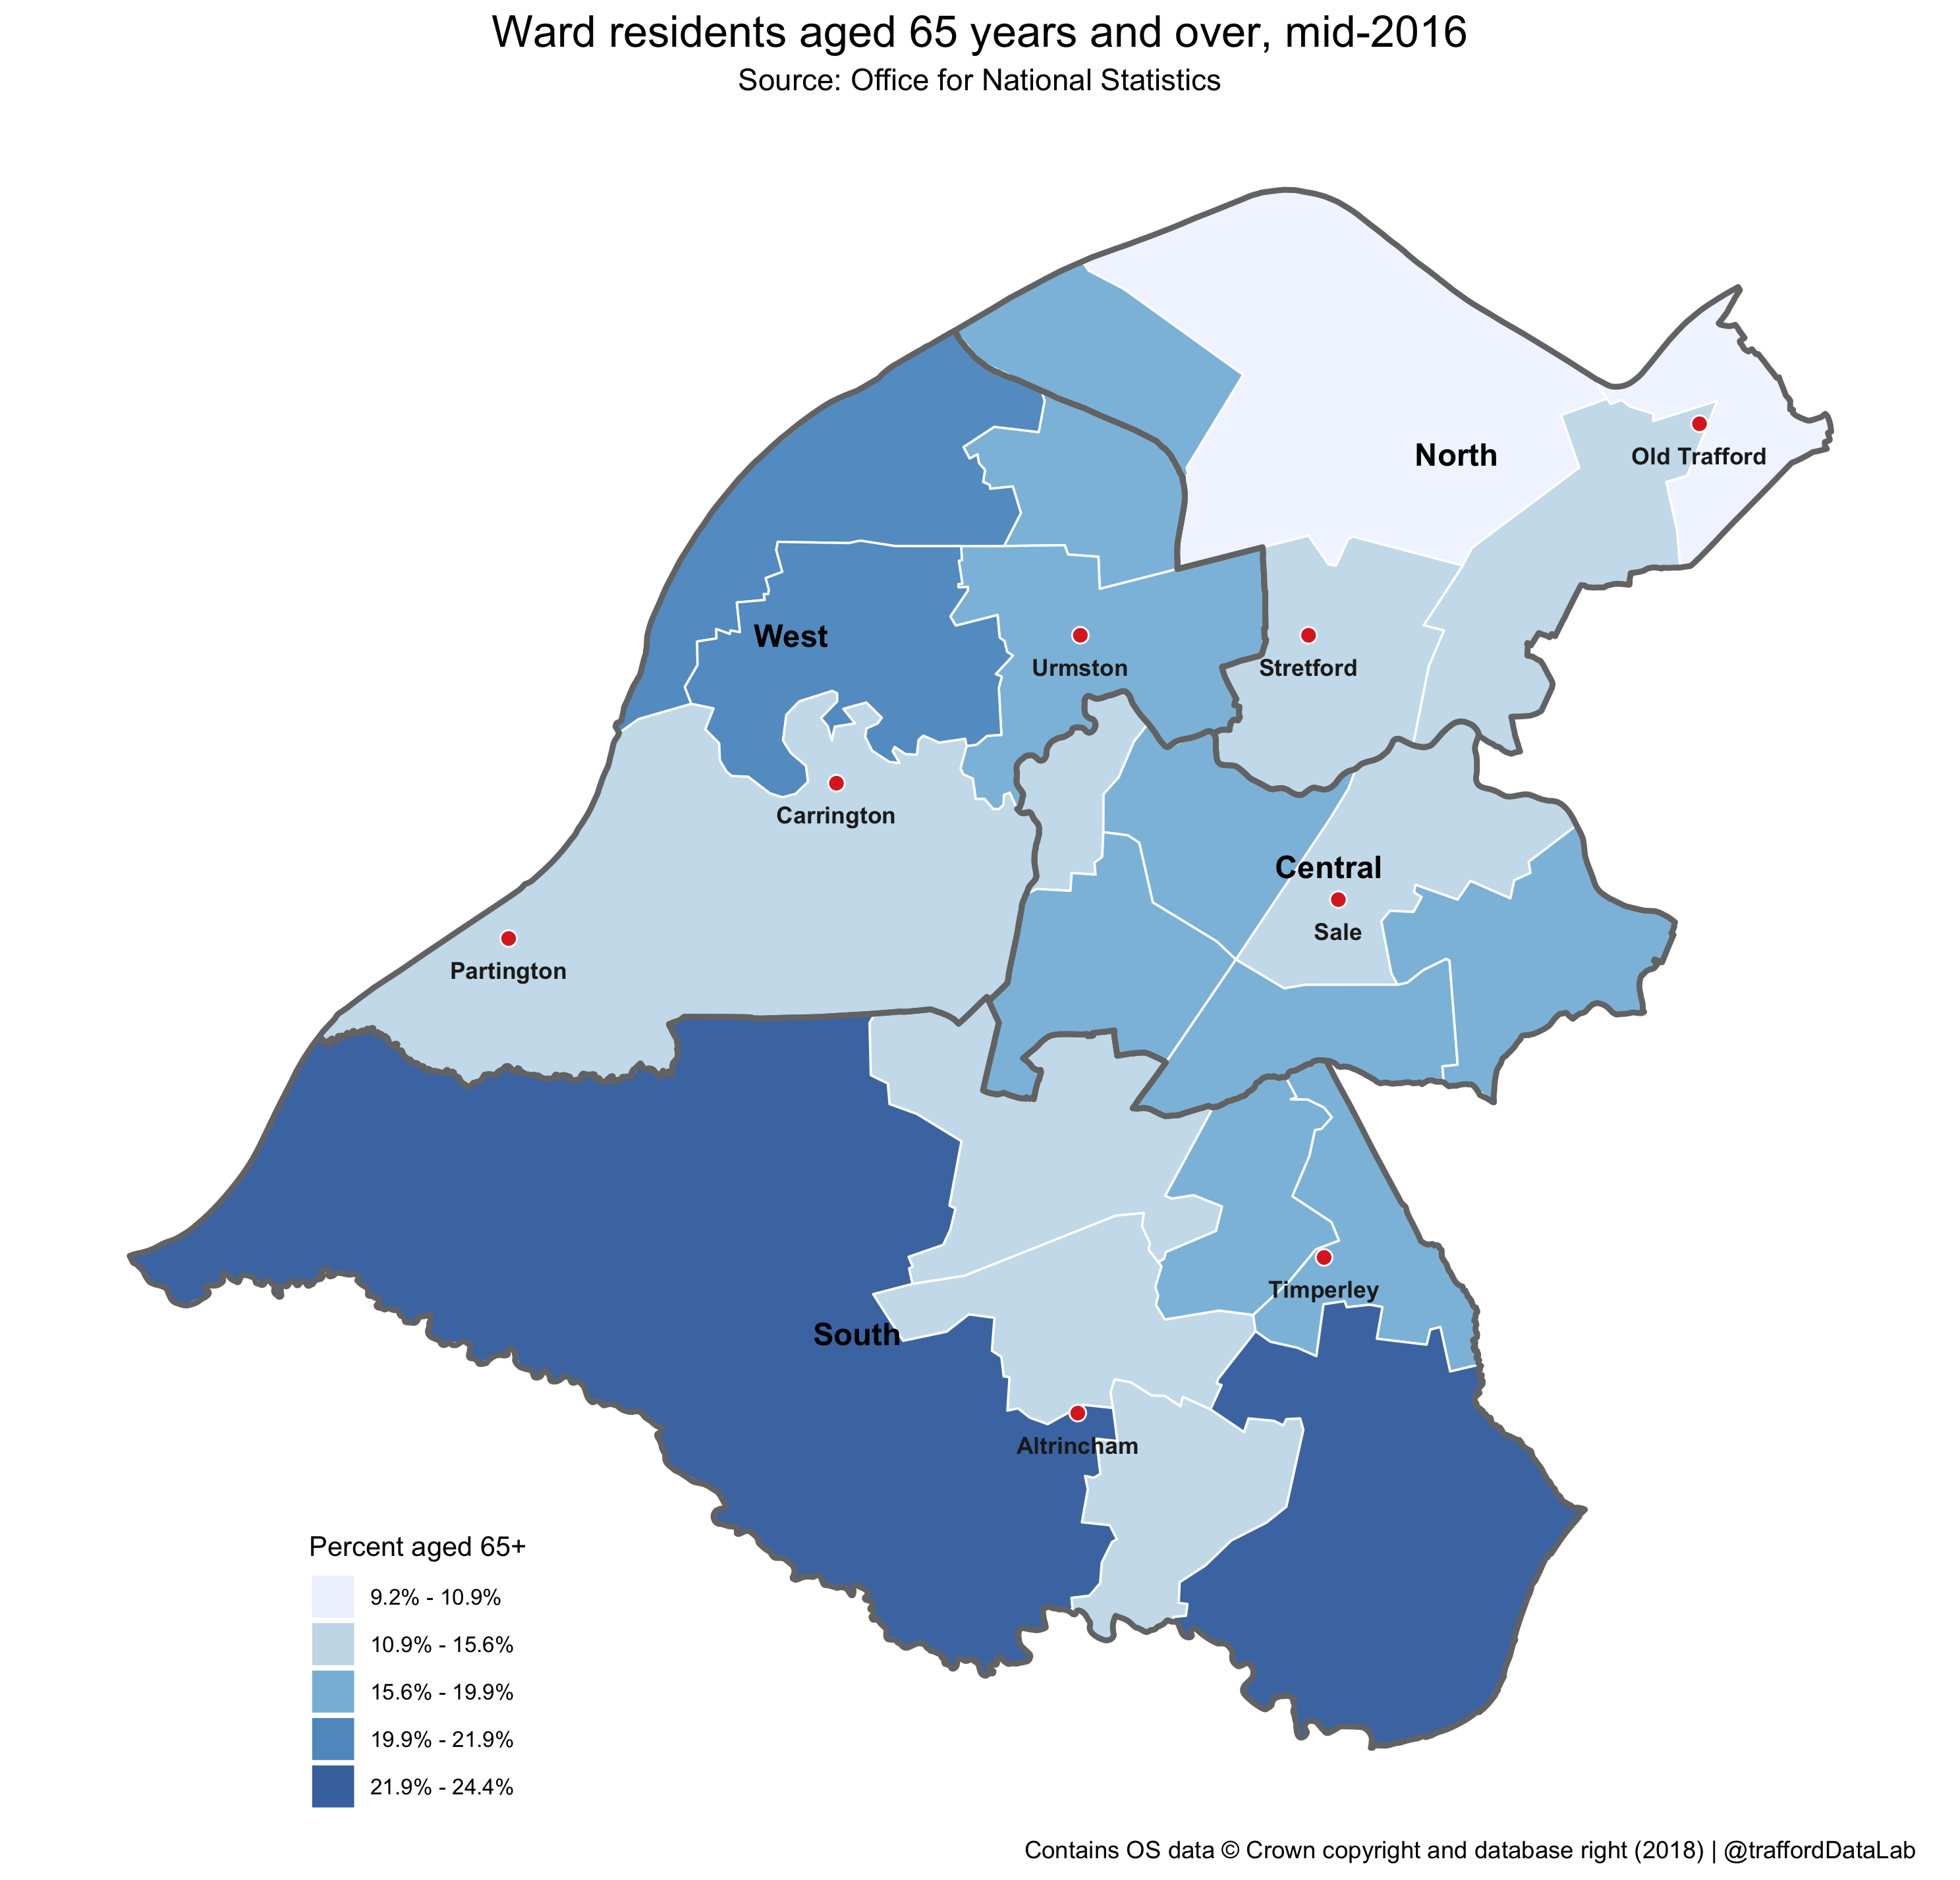 Ward residents aged 65 years and over, mid-2016
Source: Office for National Statistics
North
Old Trafford
West
Urmston
Stretford
Carrington
Central
Sale
Partington
Timperley
South
Altrincham
Percent aged 65+
9.2% - 10.9%
10.9% - 15.6%
15.6% - 19.9%
19.9% - 21.9%
21.9% - 24.4%
Contains OS data © Crown copyright and database right (2018) | @traffordDataLab